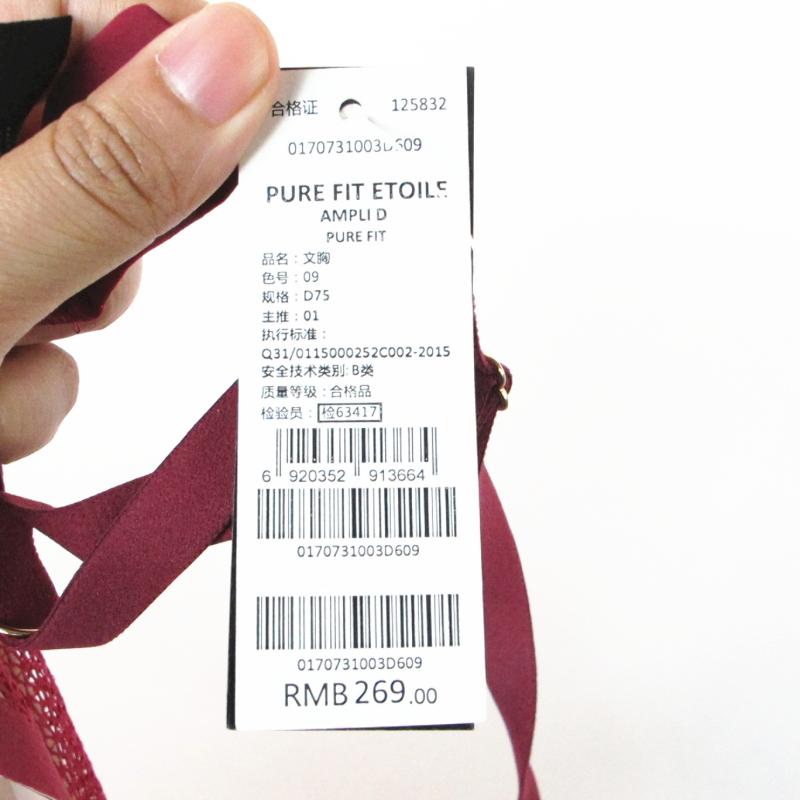 合格证 125832
0170731003D609
PURE FIT ETOILE
AMPLI D
PURE FIT
品名：文胸
色号：09
规格：D75
主推：01
执行标准：
Q31/0115000252C002-2015
安全技术类别: B类
质量等级：合格品
检验员：检63417
6 920352 913664
0170731003D609
0170731003D609
RMB 269.00